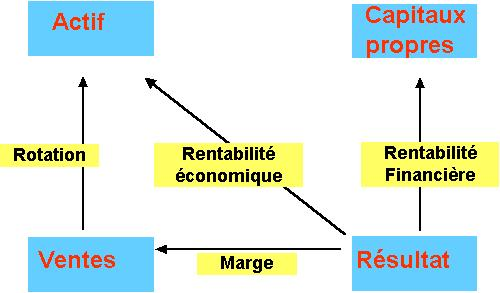 Actif
Capitaux
propres
Rotation
Rentabilité
économique
Rentabilité
Financière
Ventes
Marge
Résultat